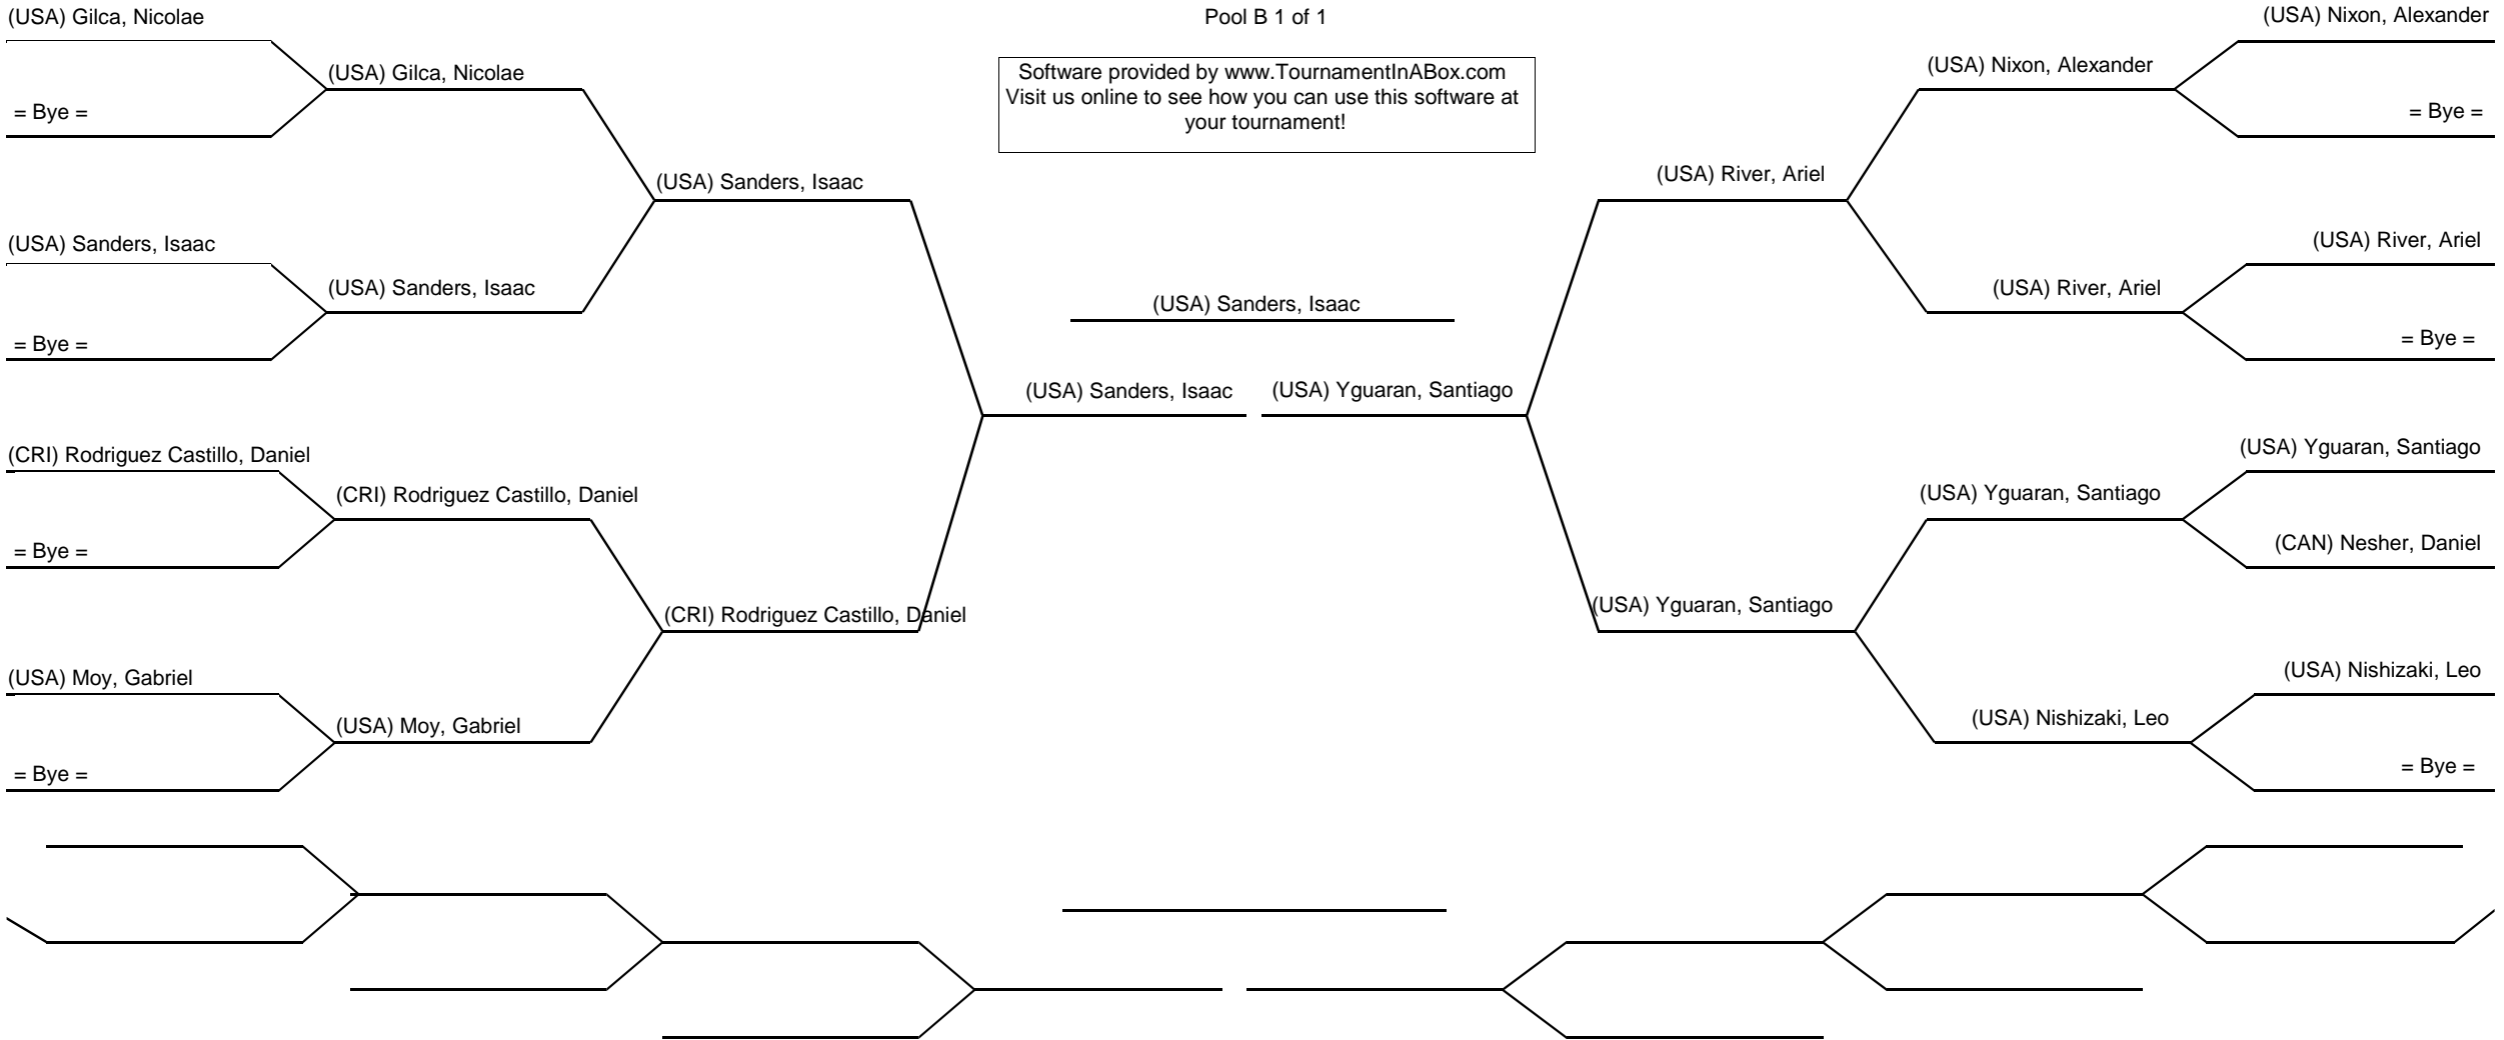 Pool B 1 of 1
Software provided by www.TournamentInABox.com
Visit us online to see how you can use this software at
your tournament!
(USA) Gilca, Nicolae
= Bye =
(USA) Sanders, Isaac
= Bye =
(CRI) Rodriguez Castillo, Daniel
= Bye =
(USA) Moy, Gabriel
= Bye =
(USA) Gilca, Nicolae
(USA) Sanders, Isaac
(CRI) Rodriguez Castillo, Daniel
(USA) Moy, Gabriel
(USA) Sanders, Isaac
(CRI) Rodriguez Castillo, Daniel
(USA) Sanders, Isaac
(USA) Sanders, Isaac
(USA) Yguaran, Santiago
(USA) River, Ariel
(USA) Yguaran, Santiago
(USA) Nixon, Alexander
(USA) River, Ariel
(USA) Yguaran, Santiago
(USA) Nishizaki, Leo
(USA) Nixon, Alexander
= Bye =
(USA) River, Ariel
= Bye =
(USA) Yguaran, Santiago
(CAN) Nesher, Daniel
(USA) Nishizaki, Leo
= Bye =